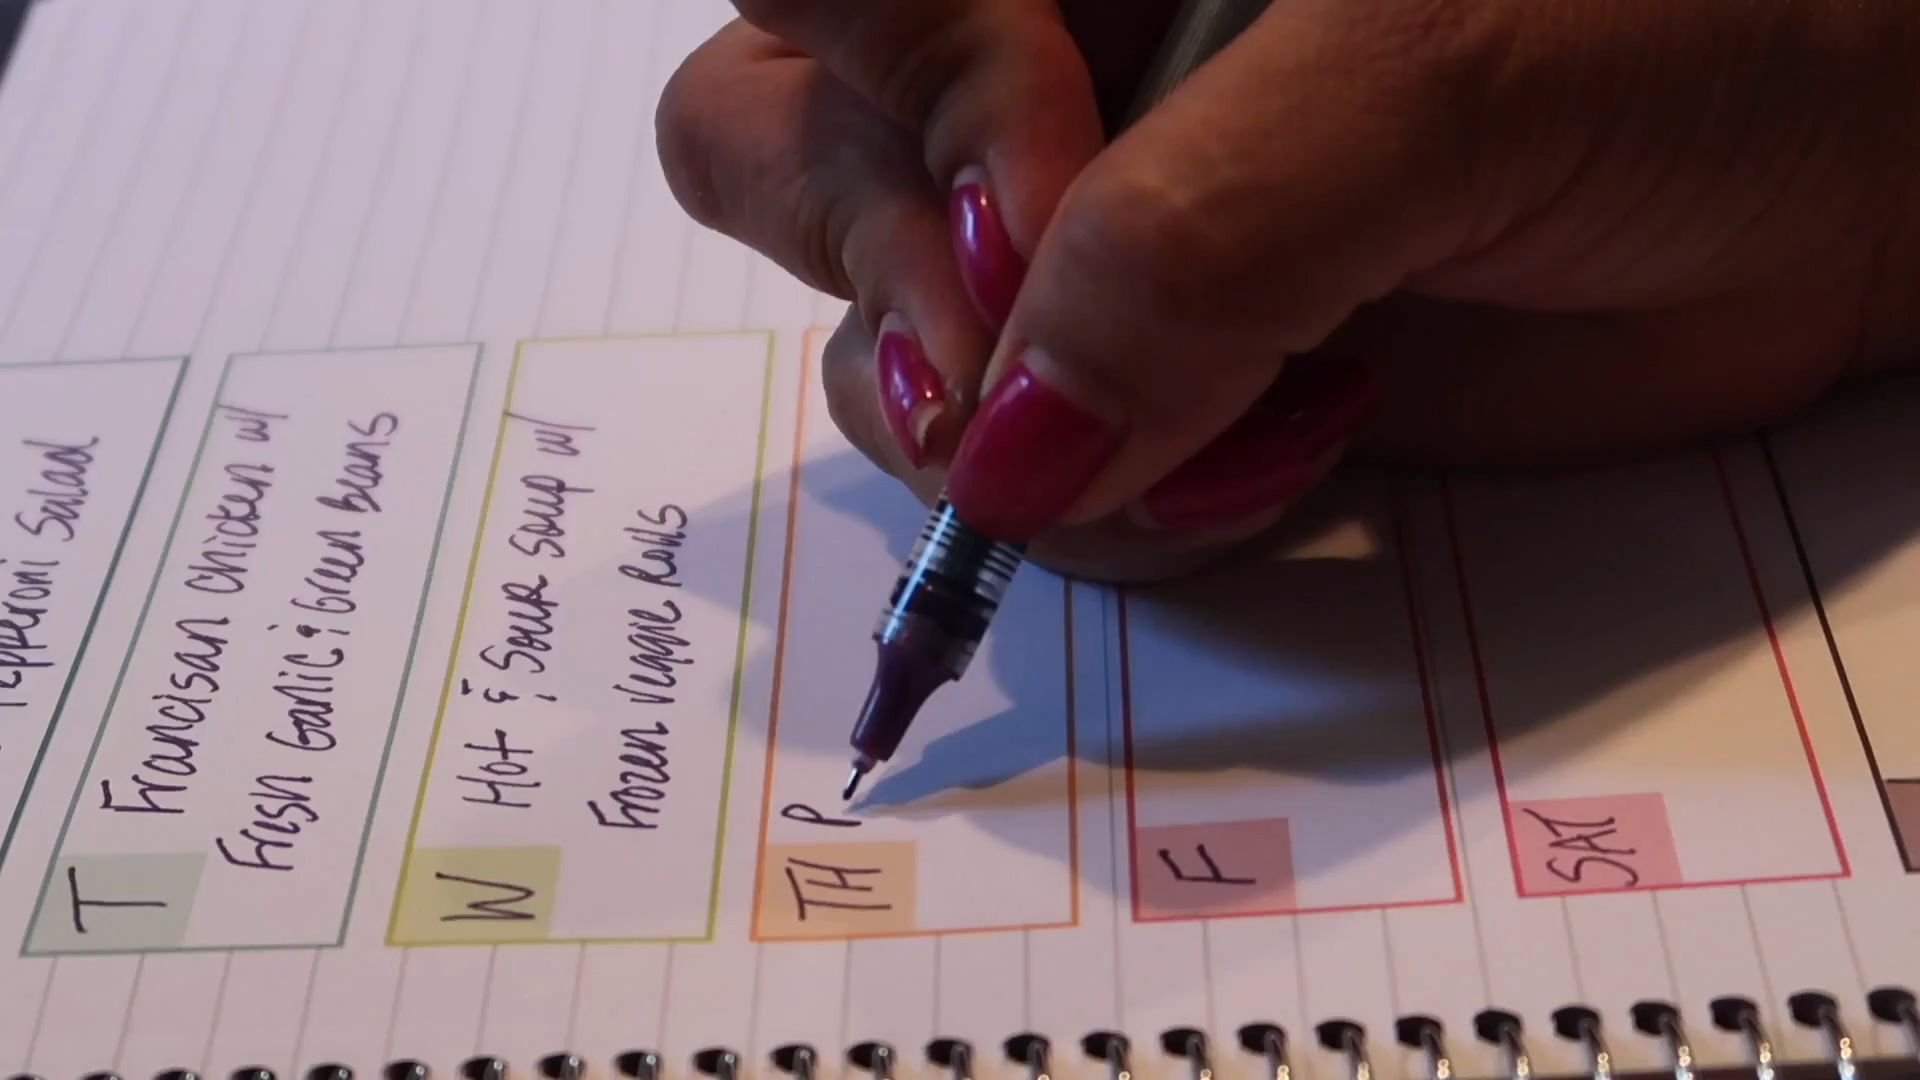 Pepperoni Salad
T
Francisan Chicken w/
Fresh Garlic & Green Beans
W
Hot & Sour Soup w/
Frozen Veggie Rolls
TH
P
F
SAT